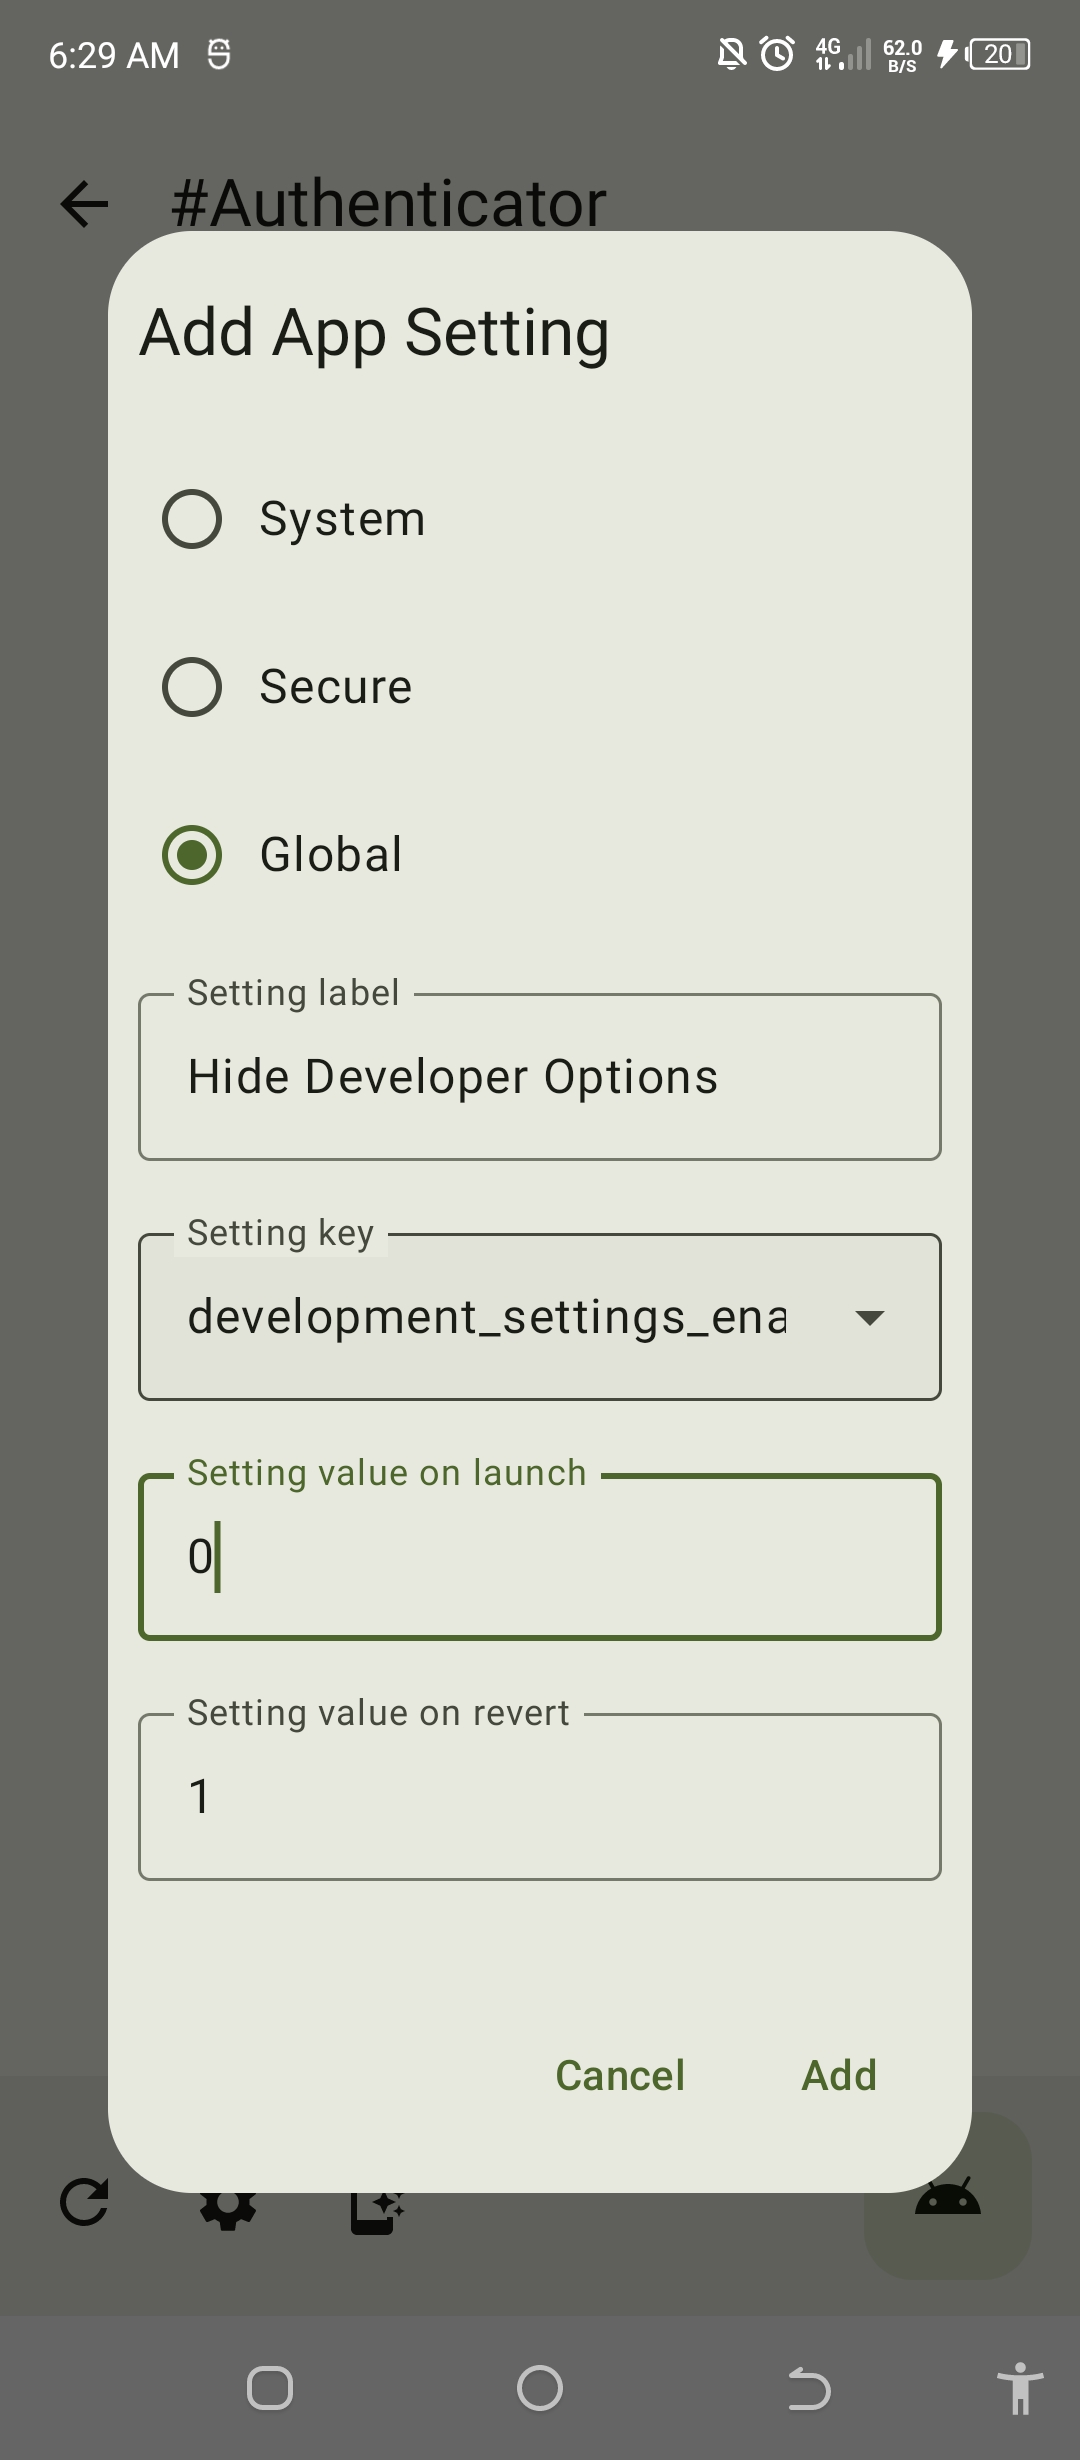 6:29 AM
4G
62.0
B/S
20
#Authenticator
Add App Setting
System
Secure
Global
Setting label
Hide Developer Options
Setting key
development_settings_ena
Setting value on launch
0
Setting value on revert
1
Cancel
Add